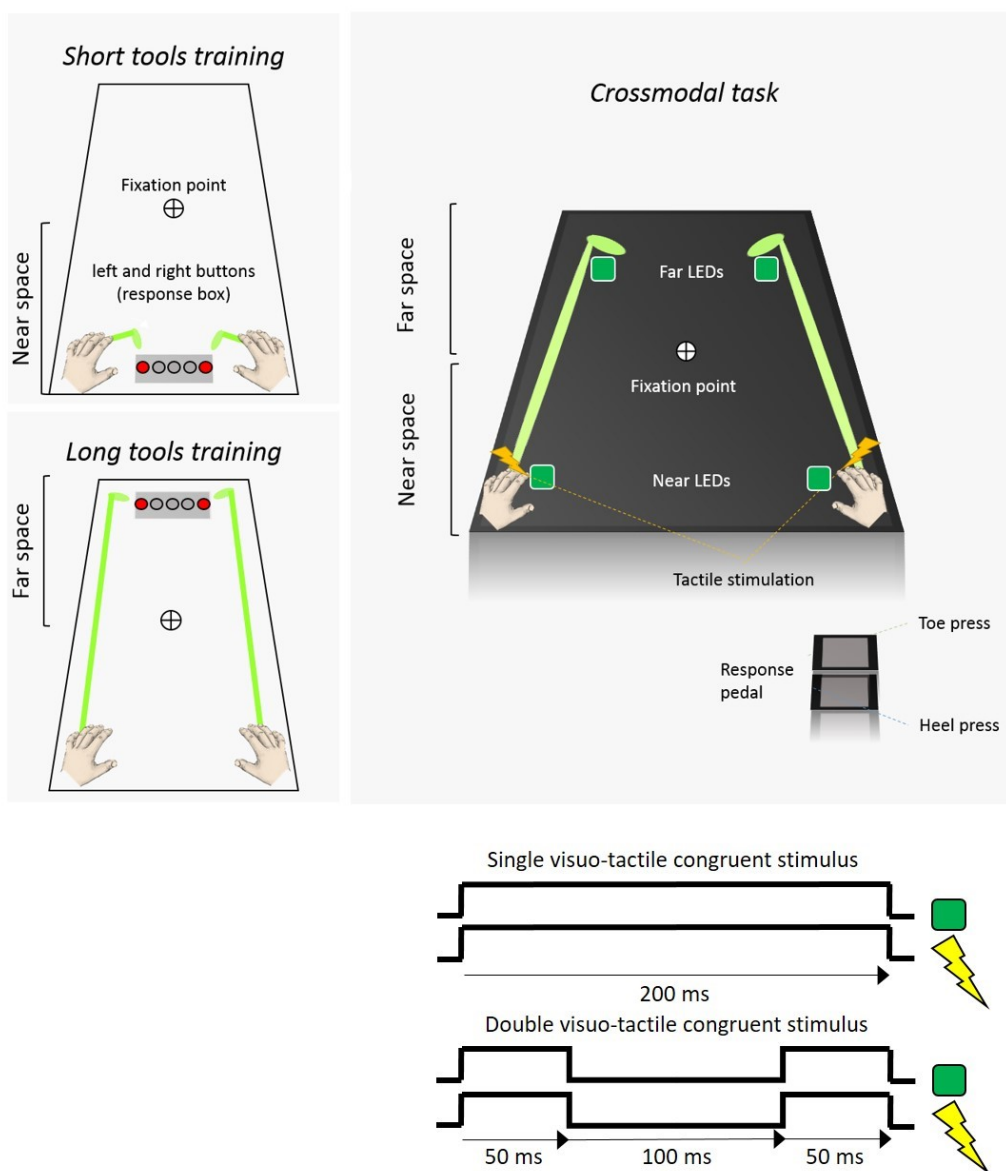 Short tools training
Fixation point
left and right buttons
(response box)
Near space
Long tools training
Far space
Crossmodal task
Far space
Far LEDs
Fixation point
Near space
Near LEDs
Tactile stimulation
Toe press
Response
pedal
Heel press
Single visuo-tactile congruent stimulus
200 ms
Double visuo-tactile congruent stimulus
50 ms
100 ms
50 ms